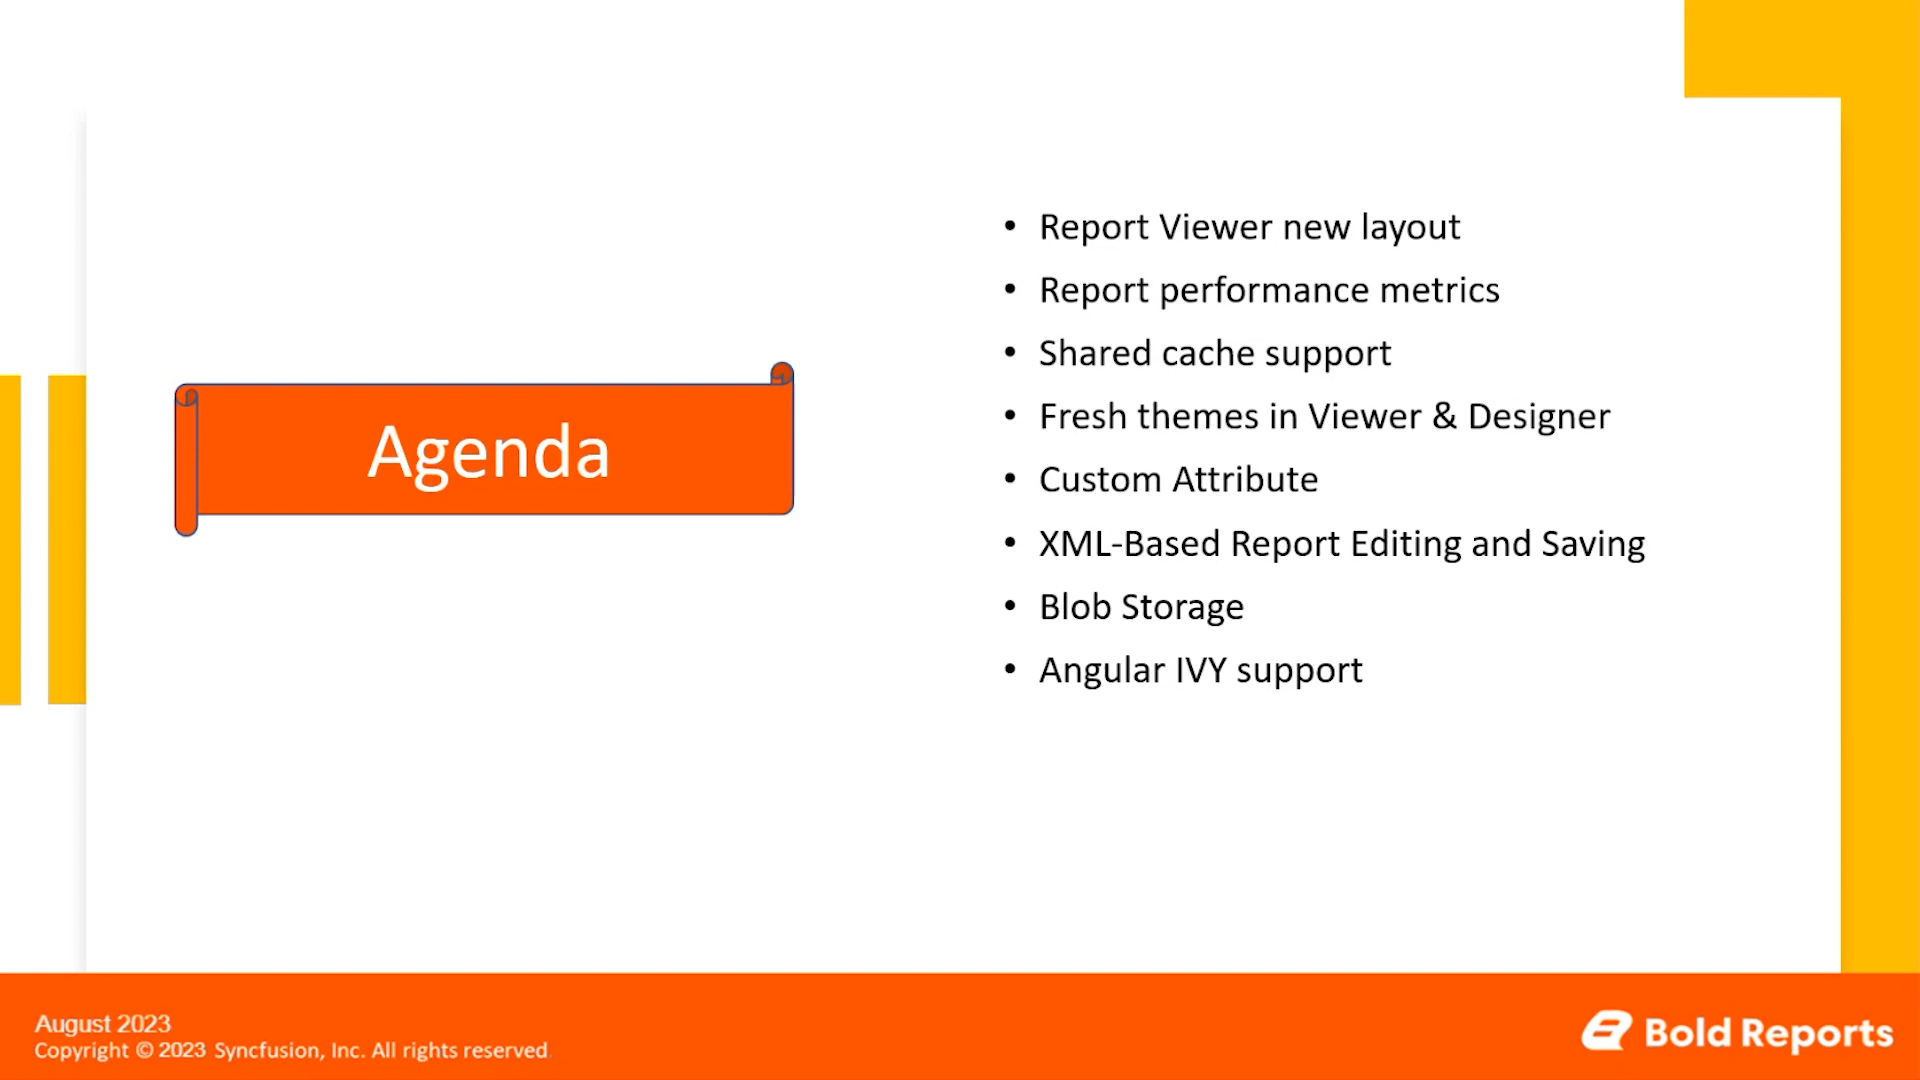 Agenda
• Report Viewer new layout
• Report performance metrics
• Shared cache support
• Fresh themes in Viewer & Designer
• Custom Attribute
• XML-Based Report Editing and Saving
• Blob Storage
• Angular IVY support
August 2023
Copyright © 2023 Syncfusion, Inc. All rights reserved.
Bold Reports